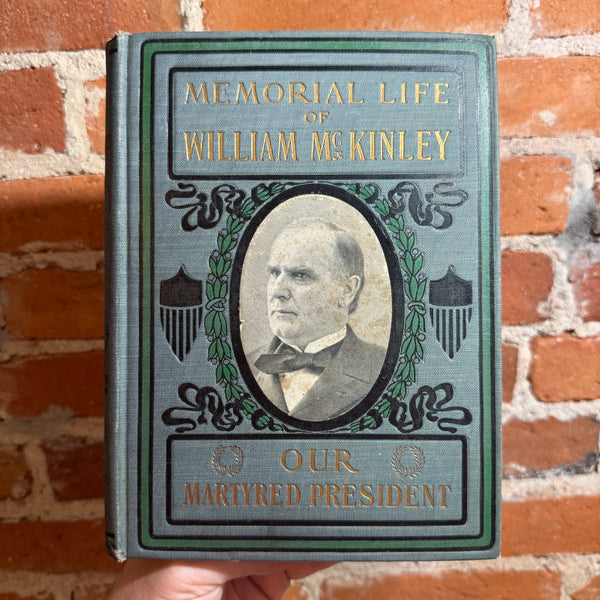 MEMORIAL LIFE
OF
WILLIAM McKINLEY
OUR
MARTYRED PRESIDENT